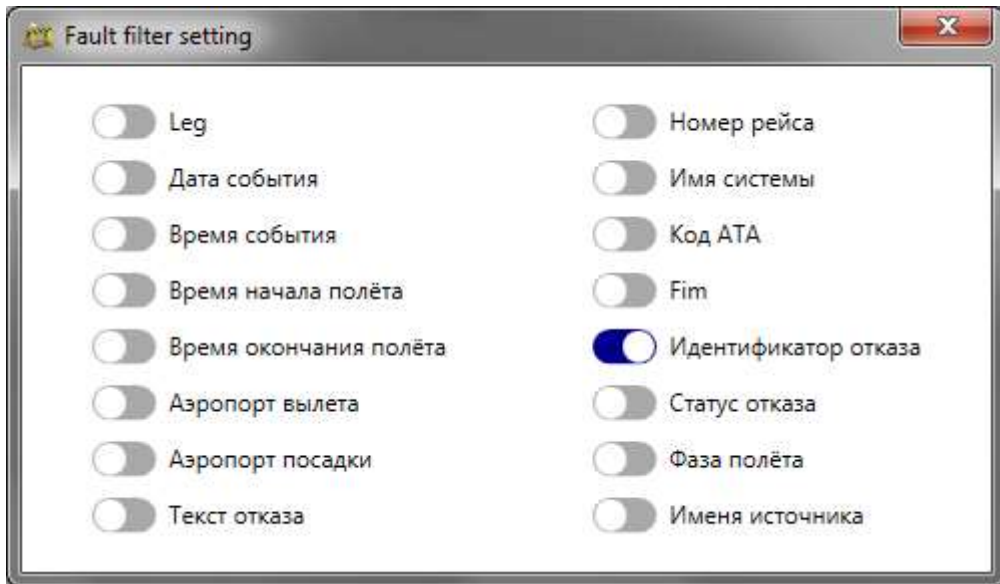 Fault filter setting
Leg
Дата события
Время события
Время начала полёта
Время окончания полёта
Аэропорт вылета
Аэропорт посадки
Текст отказа
Номер рейса
Имя системы
Код АТА
Fim
Идентификатор отказа
Статус отказа
Фаза полёта
Именя источника